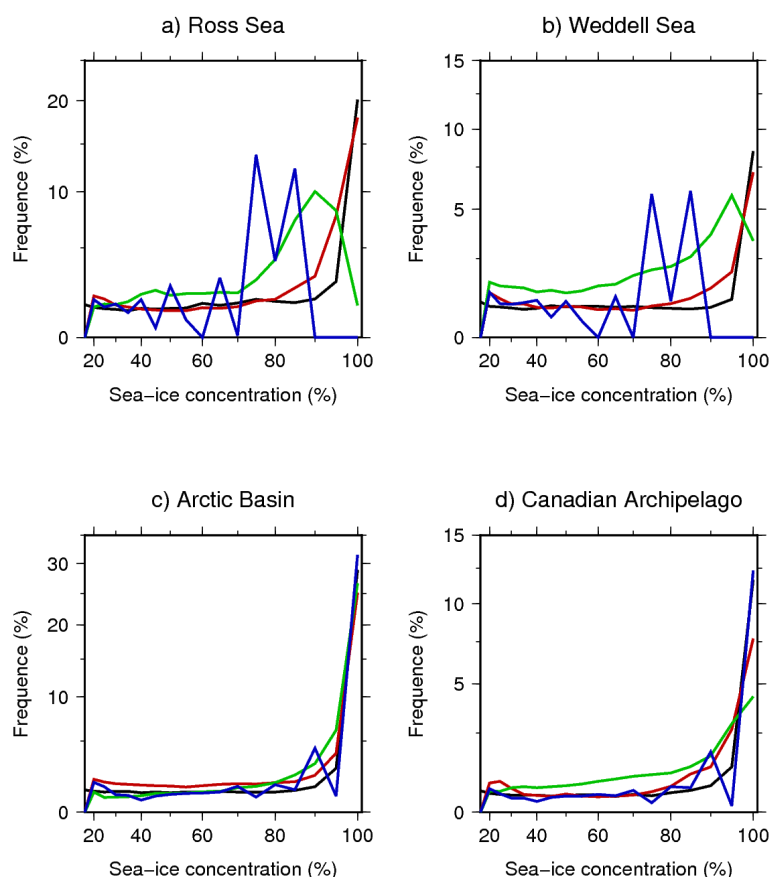 a) Ross Sea
b) Weddell Sea
Frequence (%)
20
10
0
20 40 60 80 100
Sea−ice concentration (%)
Frequence (%)
15
10
5
0
20 40 60 80 100
Sea−ice concentration (%)
c) Arctic Basin
d) Canadian Archipelago
Frequence (%)
30
20
10
0
20 40 60 80 100
Sea−ice concentration (%)
Frequence (%)
15
10
5
0
20 40 60 80 100
Sea−ice concentration (%)